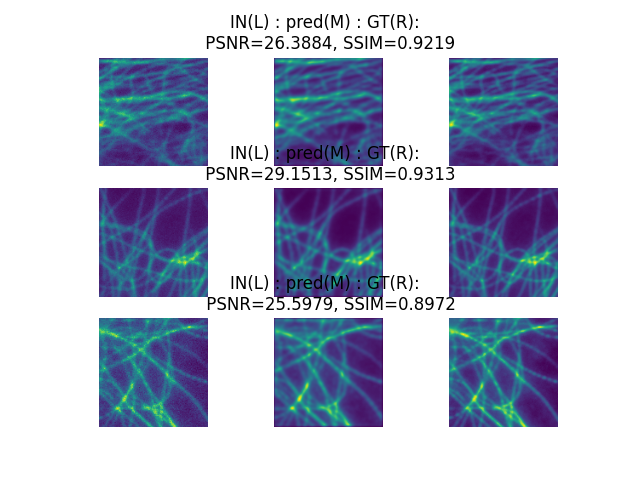 IN(L) : pred(M) : GT(R):
PSNR=26.3884, SSIM=0.9219
IN(L) : pred(M) : GT(R):
PSNR=29.1513, SSIM=0.9313
IN(L) : pred(M) : GT(R):
PSNR=25.5979, SSIM=0.8972